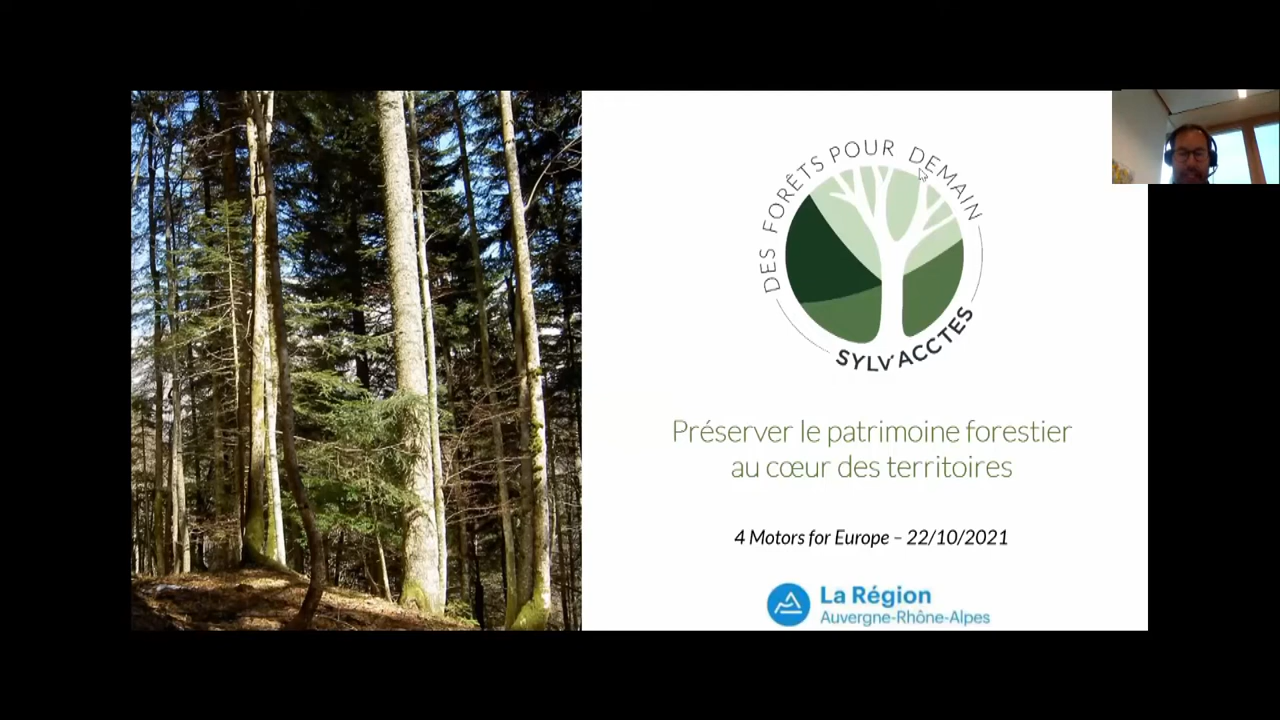 DES FORÊTS POUR DEMAIN
SYLV'ACCTES
Préserver le patrimoine forestier
au cœur des territoires
4 Motors for Europe – 22/10/2021
La Région
Auvergne-Rhône-Alpes